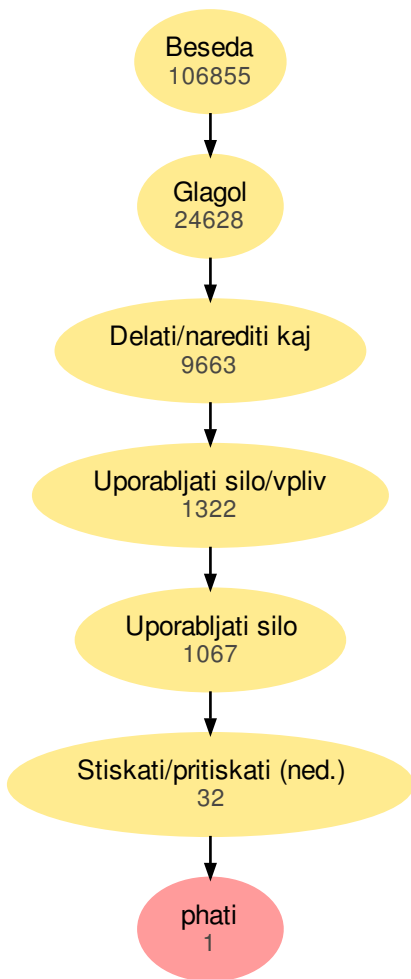 Beseda
106855
Glagol
24628
Delati/narediti kaj
9663
Uporabljati silo/vpliv
1322
Uporabljati silo
1067
Stiskati/pritiskati (ned.)
32
phati
1